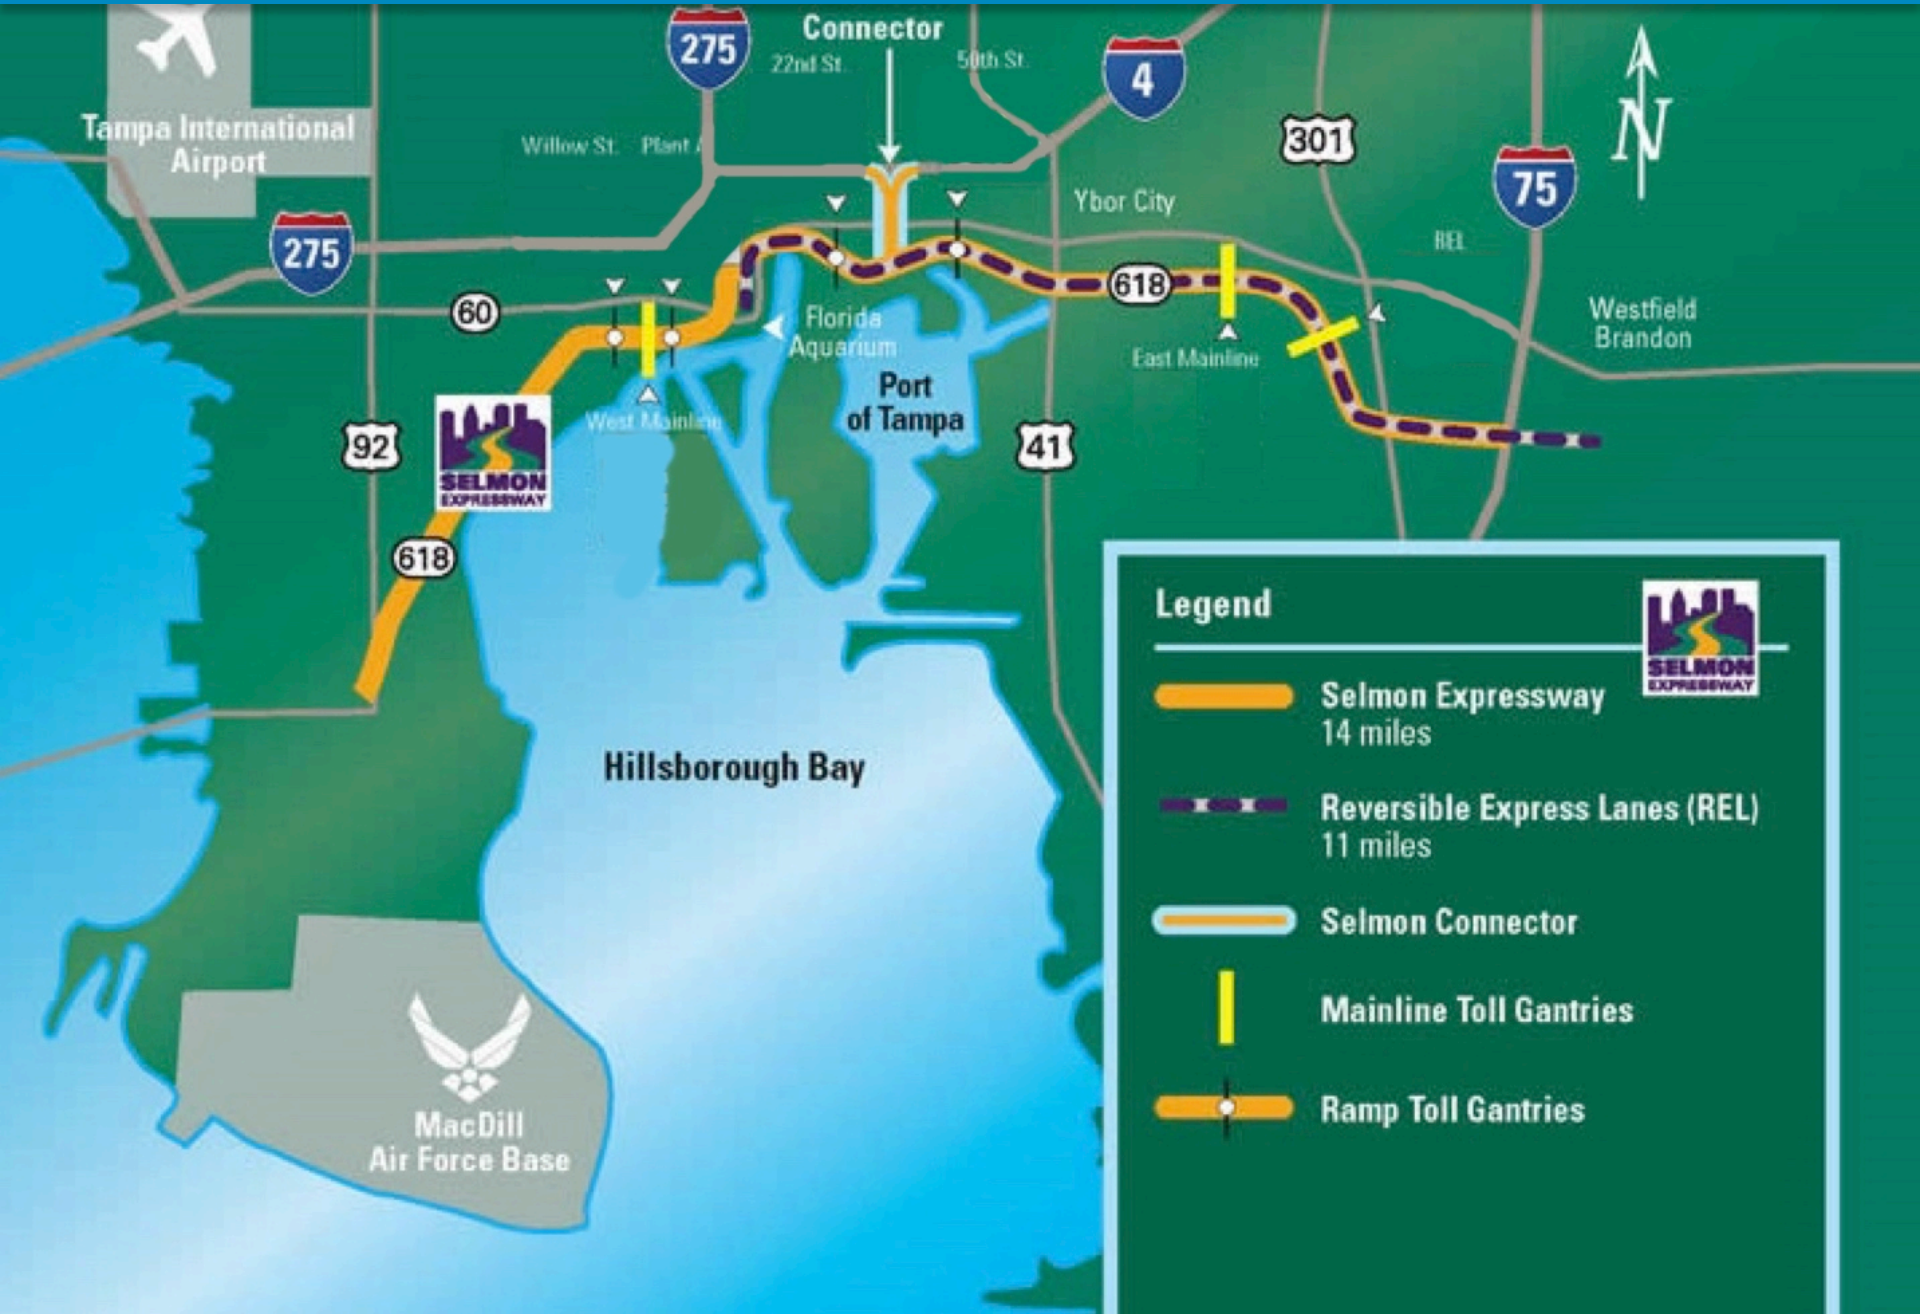 Connector
275
22nd St.
50th St.
4
Tampa International
Airport
Willow St.
Plant
301
N
75
Ybor City
REL
275
60
618
Florida
Aquarium
Westfield
Brandon
East Mainline
Port
of Tampa
West Mainline
92
SELMON
EXPRESSWAY
41
618
Legend
SELMON
EXPRESSWAY
Selmon Expressway
14 miles
Hillsborough Bay
Reversible Express Lanes (REL)
11 miles
Selmon Connector
Mainline Toll Gantries
Ramp Toll Gantries
MacDill
Air Force Base